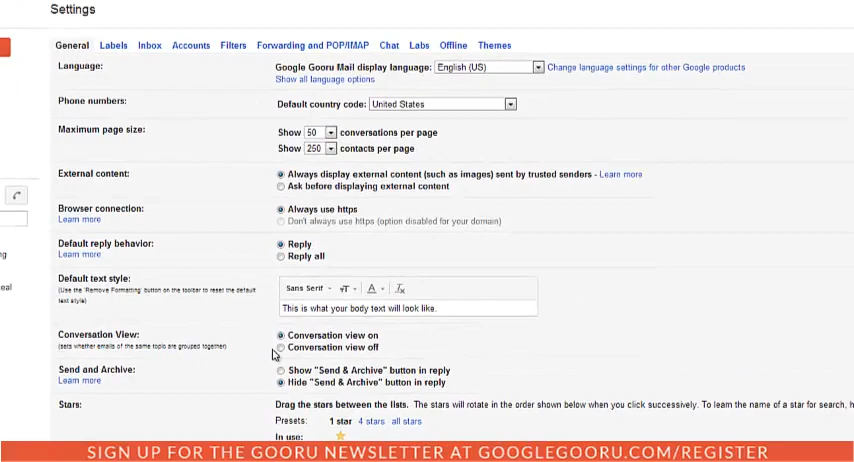 Settings
General Labels Inbox Accounts Filters Forwarding and POP/IMAP Chat Labs Offline Themes
Language: Google Gooru Mail display language: English (US) Change language settings for other Google products
Show all language options
Phone numbers: Default country code: United States
Maximum page size: Show 50 conversations per page
Show 250 contacts per page
External content: Always display external content (such as images) sent by trusted senders - Learn more
Ask before displaying external content
Browser connection: Always use https
Learn more Don't always use https (option disabled for your domain)
Default reply behavior: Reply
Learn more Reply all
Default text style:
(Use the 'Remove Formatting' button on the toolbar to reset the default text style)
Sans Serif
This is what your body text will look like.
Conversation View: Conversation view on
(sets whether emails of the same topic are grouped together) Conversation view off
Send and Archive: Show "Send & Archive" button in reply
Learn more Hide "Send & Archive" button in reply
Stars: Drag the stars between the lists. The stars will rotate in the order shown below when you click successively. To learn the name of a star for search,
Presets: 1 star 4 stars all stars
In use:
SIGN UP FOR THE GOORU NEWSLETTER AT GOOGLEGOORU.COM/REGISTER